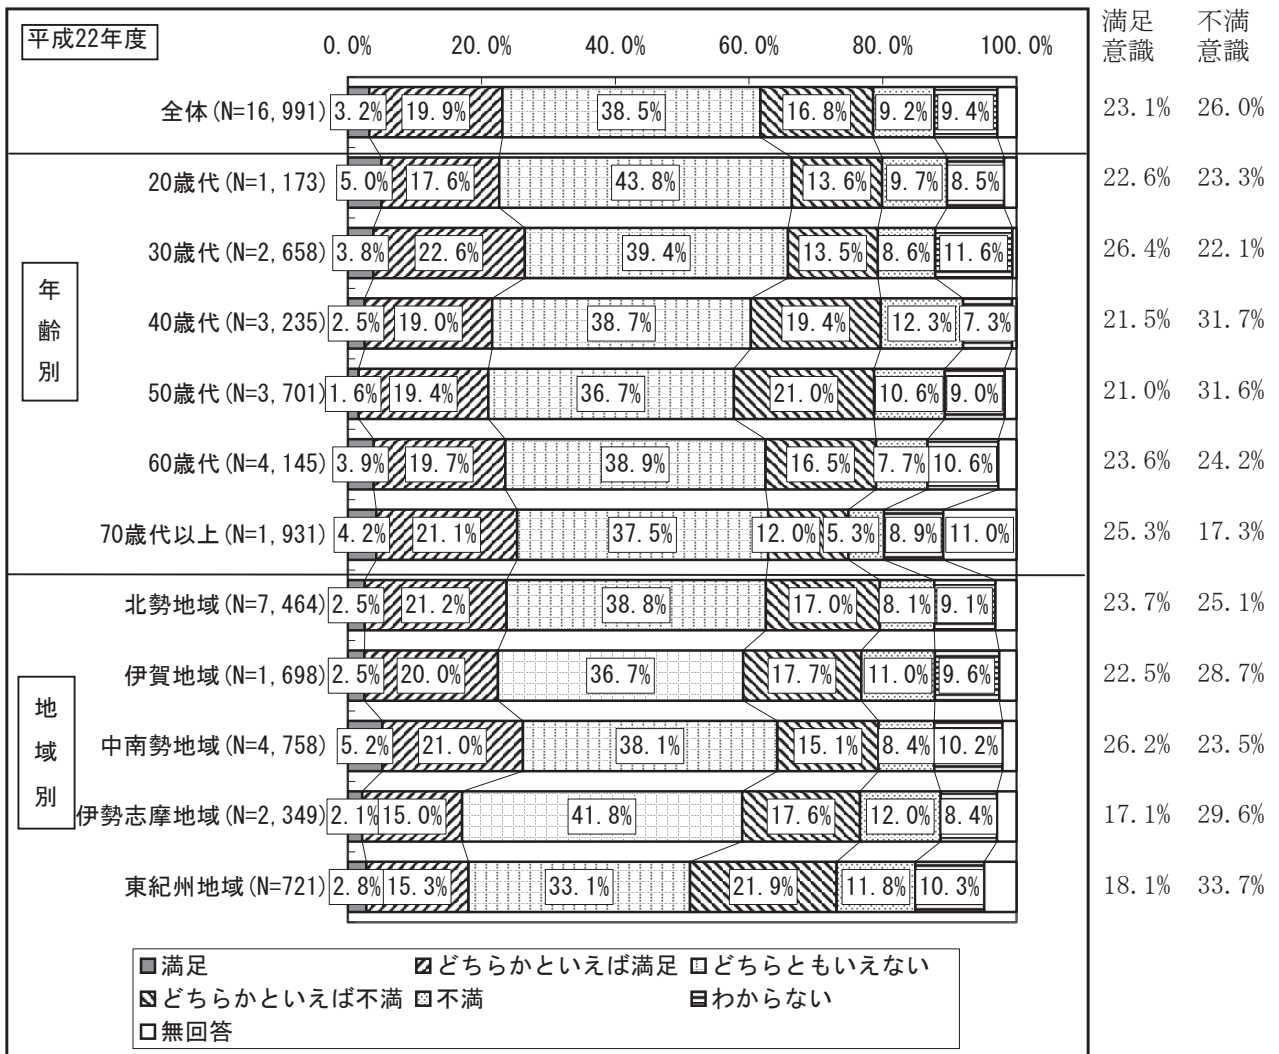 平成22年度
0.0% 20.0% 40.0% 60.0% 80.0% 100.0%
満足意識 不満意識
全体(N=16,991) 3.2% 19.9% 38.5% 16.8% 9.2% 9.4% 23.1% 26.0%
年齢別
20歳代(N=1,173) 5.0% 17.6% 43.8% 13.6% 9.7% 8.5% 22.6% 23.3%
30歳代(N=2,658) 3.8% 22.6% 39.4% 13.5% 8.6% 11.6% 26.4% 22.1%
40歳代(N=3,235) 2.5% 19.0% 38.7% 19.4% 12.3% 7.3% 21.5% 31.7%
50歳代(N=3,701) 1.6% 19.4% 36.7% 21.0% 10.6% 9.0% 21.0% 31.6%
60歳代(N=4,145) 3.9% 19.7% 38.9% 16.5% 7.7% 10.6% 23.6% 24.2%
70歳代以上(N=1,931) 4.2% 21.1% 37.5% 12.0% 5.3% 8.9% 11.0% 25.3% 17.3%
地域別
北勢地域(N=7,464) 2.5% 21.2% 38.8% 17.0% 8.1% 9.1% 23.7% 25.1%
伊賀地域(N=1,698) 2.5% 20.0% 36.7% 17.7% 11.0% 9.6% 22.5% 28.7%
中南勢地域(N=4,758) 5.2% 21.0% 38.1% 15.1% 8.4% 10.2% 26.2% 23.5%
伊勢志摩地域(N=2,349) 2.1% 15.0% 41.8% 17.6% 12.0% 8.4% 17.1% 29.6%
東紀州地域(N=721) 2.8% 15.3% 33.1% 21.9% 11.8% 10.3% 18.1% 33.7%
満足 どちらかといえば満足 どちらともいえない
どちらかといえば不満 不満 わからない
無回答